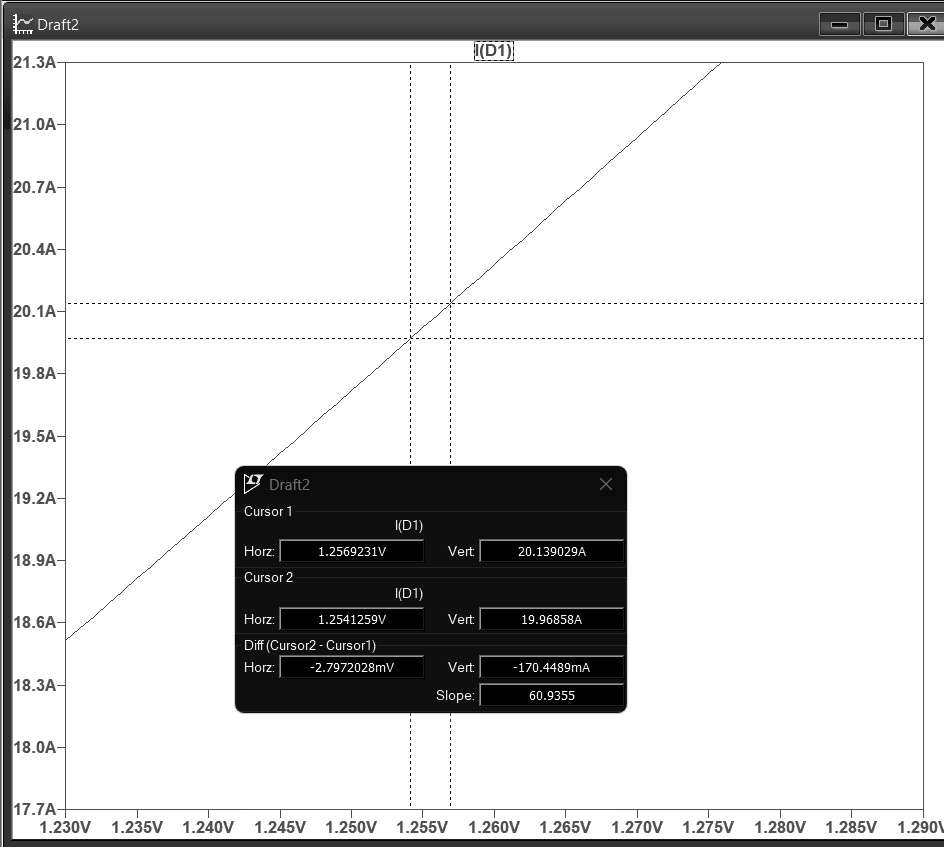 Draft2
I(D1)
21.3A
21.0A
20.7A
20.4A
20.1A
19.8A
19.5A
19.2A
18.9A
18.6A
18.3A
18.0A
17.7A
Draft2
Cursor 1
I(D1)
Horz: 1.2569231V Vert: 20.139029A
Cursor 2
I(D1)
Horz: 1.2541259V Vert: 19.96858A
Diff (Cursor2 - Cursor1)
Horz: -2.7972028mV Vert: -170.4489mA
Slope: 60.9355
1.230V 1.235V 1.240V 1.245V 1.250V 1.255V 1.260V 1.265V 1.270V 1.275V 1.280V 1.285V 1.290V